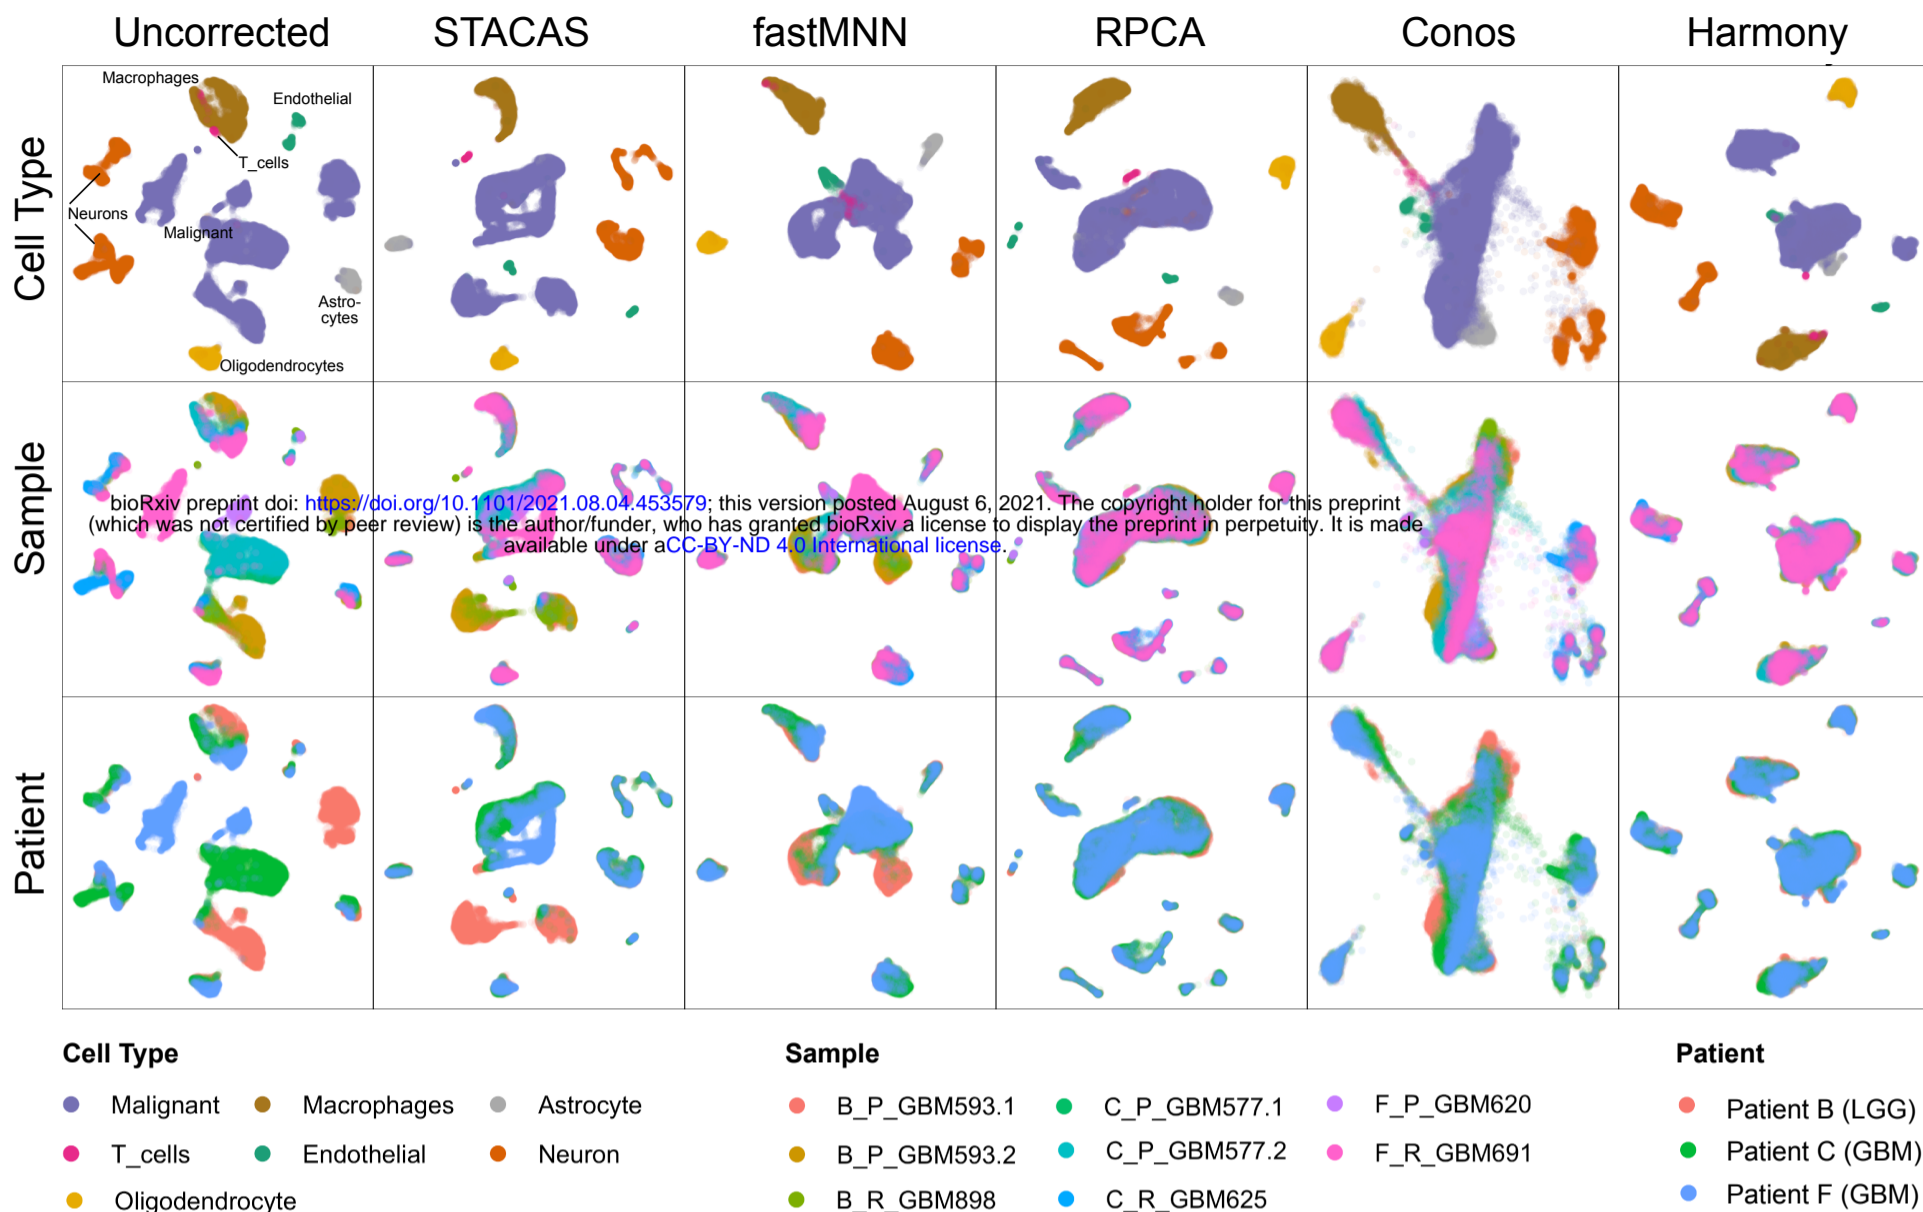 Uncorrected STACAS fastMNN RPCA Conos Harmony
Cell Type
Macrophages
Endothelial
T_cells
Neurons
Malignant
Astro-
cytes
Oligodendrocytes
Sample
bioRxiv preprint doi: https://doi.org/10.1101/2021.08.04.453579; this version posted August 6, 2021. The copyright holder for this preprint
(which was not certified by peer review) is the author/funder, who has granted bioRxiv a license to display the preprint in perpetuity. It is made
available under aCC-BY-ND 4.0 International license.
Patient
Cell Type
Malignant Macrophages Astrocyte
T_cells Endothelial Neuron
Oligodendrocyte
Sample
B_P_GBM593.1 C_P_GBM577.1 F_P_GBM620
B_P_GBM593.2 C_P_GBM577.2 F_R_GBM691
B_R_GBM898 C_R_GBM625
Patient
Patient B (LGG)
Patient C (GBM)
Patient F (GBM)